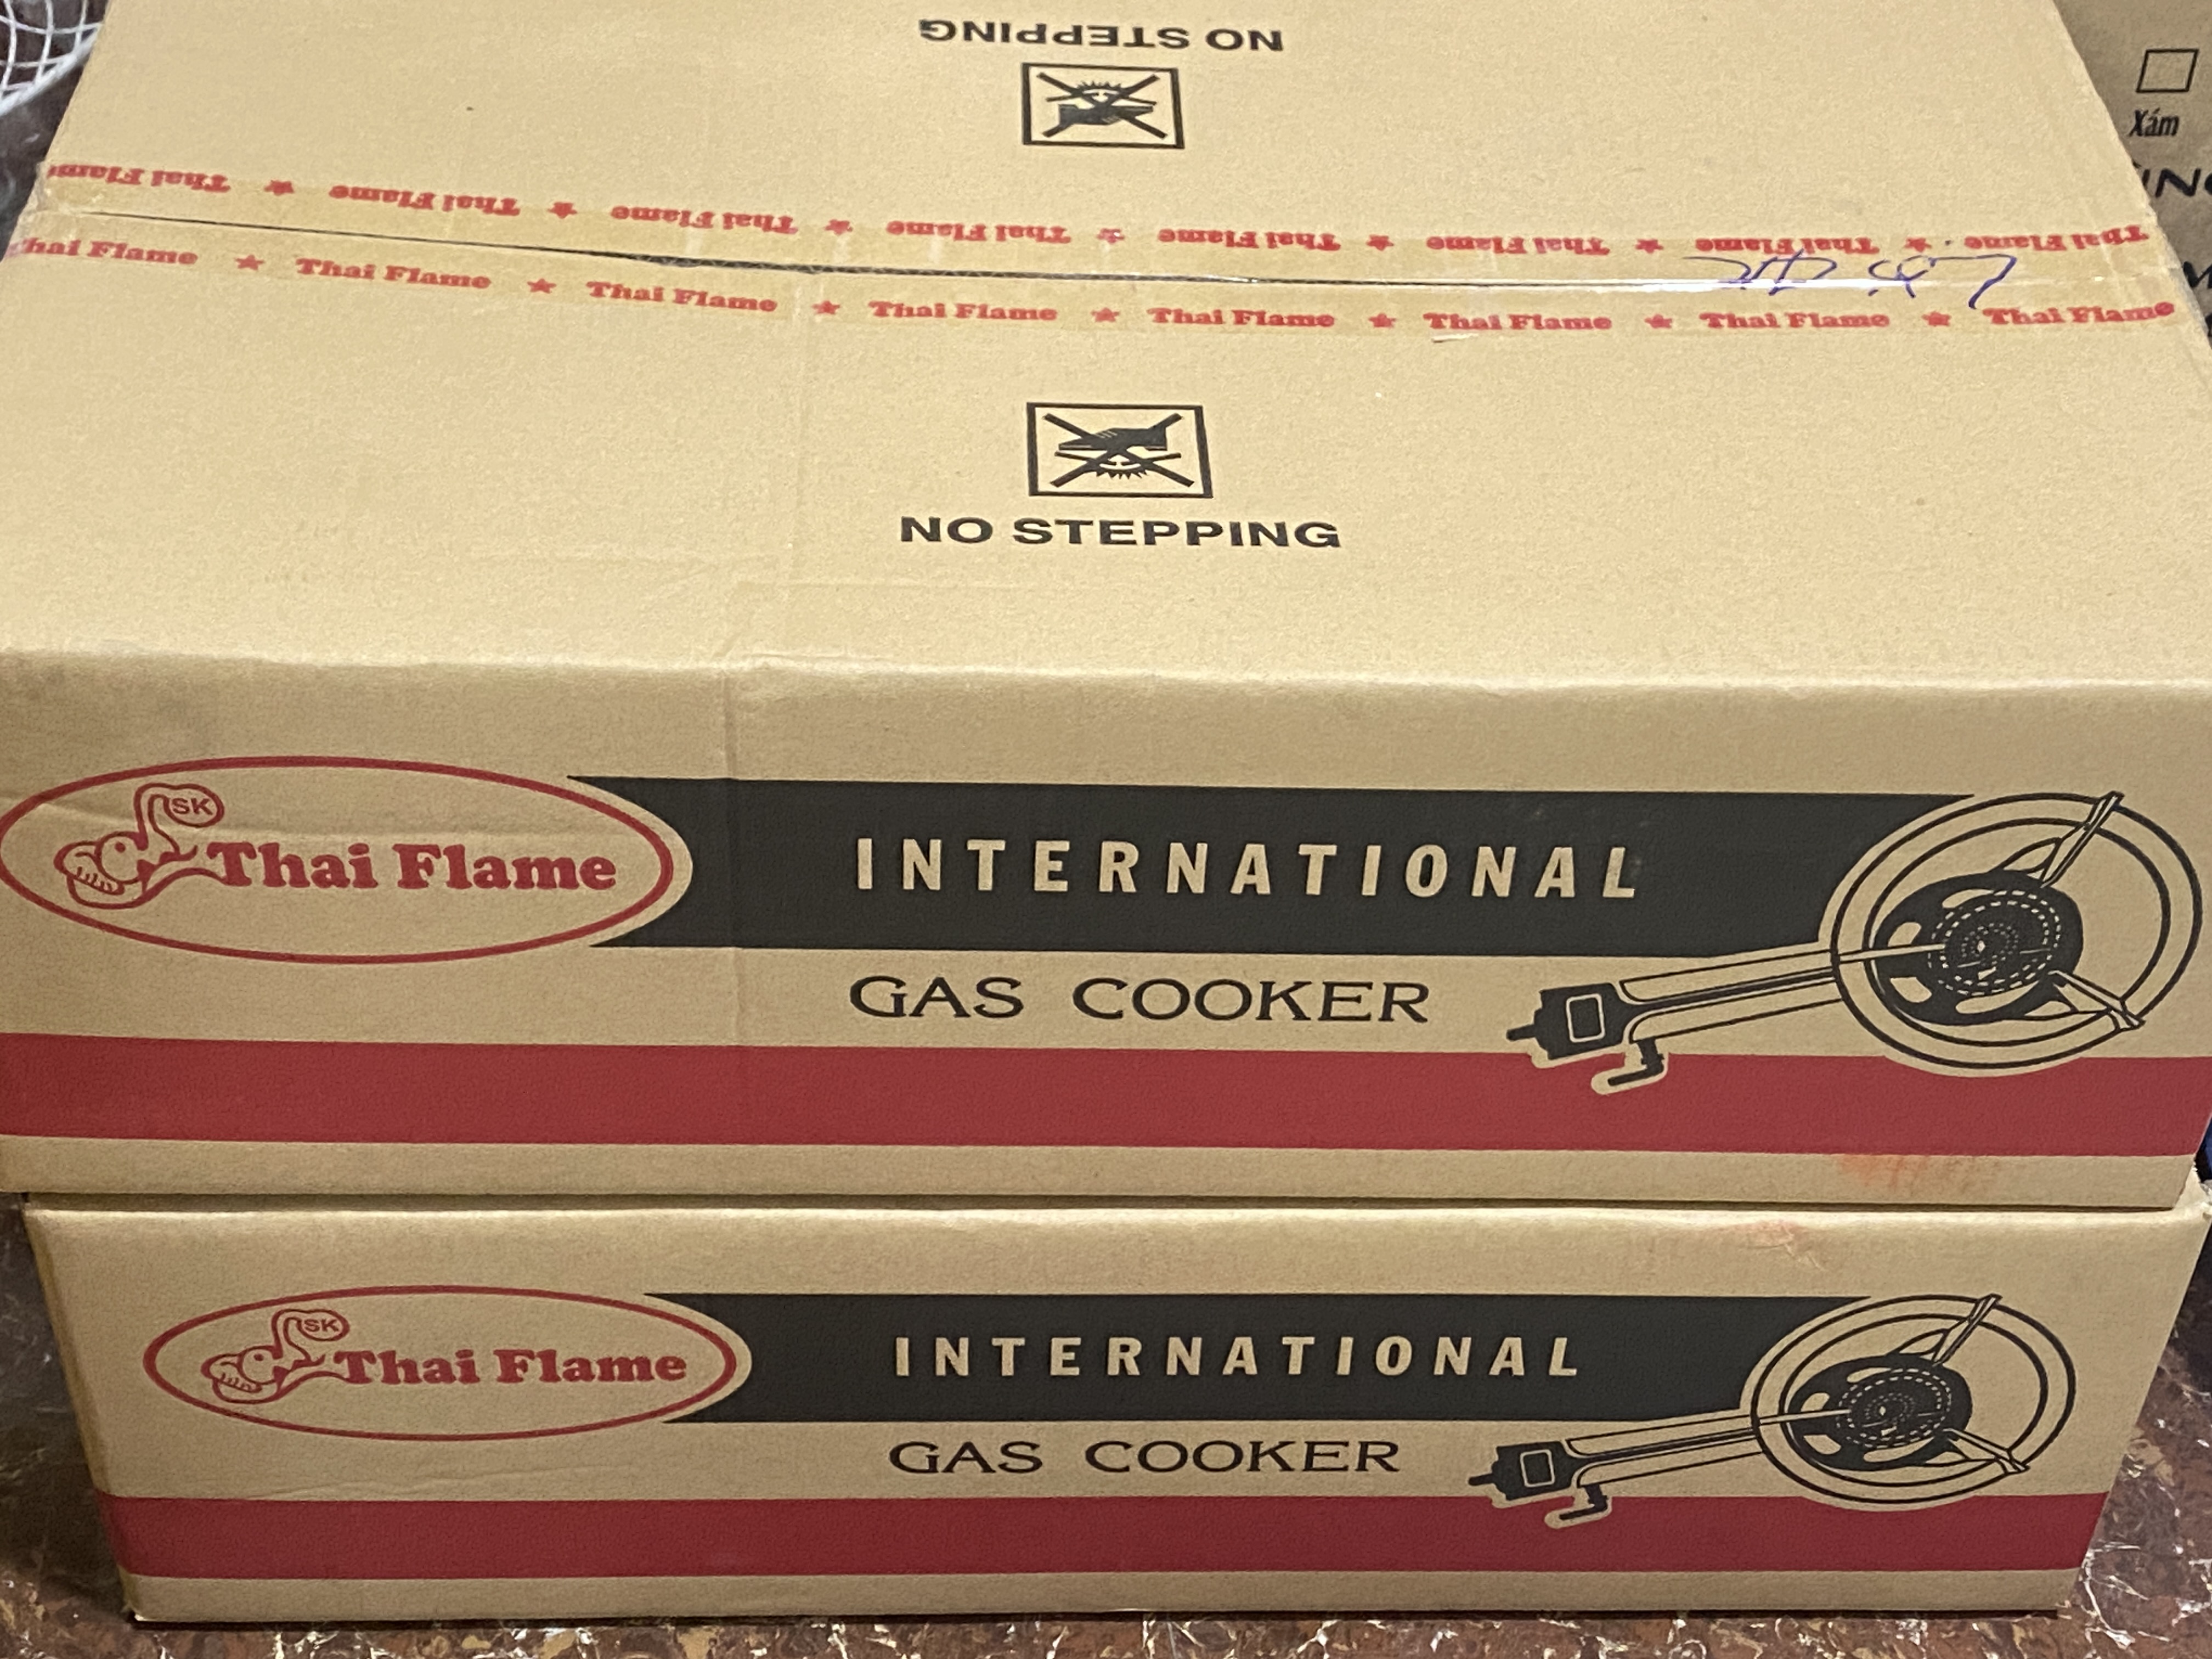 NO STEPPING
Xám
Thai Flame ★ Thai Flame ★ Thai Flame ★ Thai Flame ★ Thai Flame ★ Thai Flame ★ Thai Flame ★ Thai Flame
Thai Flame ★ Thai Flame ★ Thai Flame ★ Thai Flame ★ Thai Flame ★ Thai Flame ★ Thai Flame ★ Thai Flame
NO STEPPING
SK
Thai Flame
INTERNATIONAL
GAS COOKER
SK
Thai Flame
INTERNATIONAL
GAS COOKER